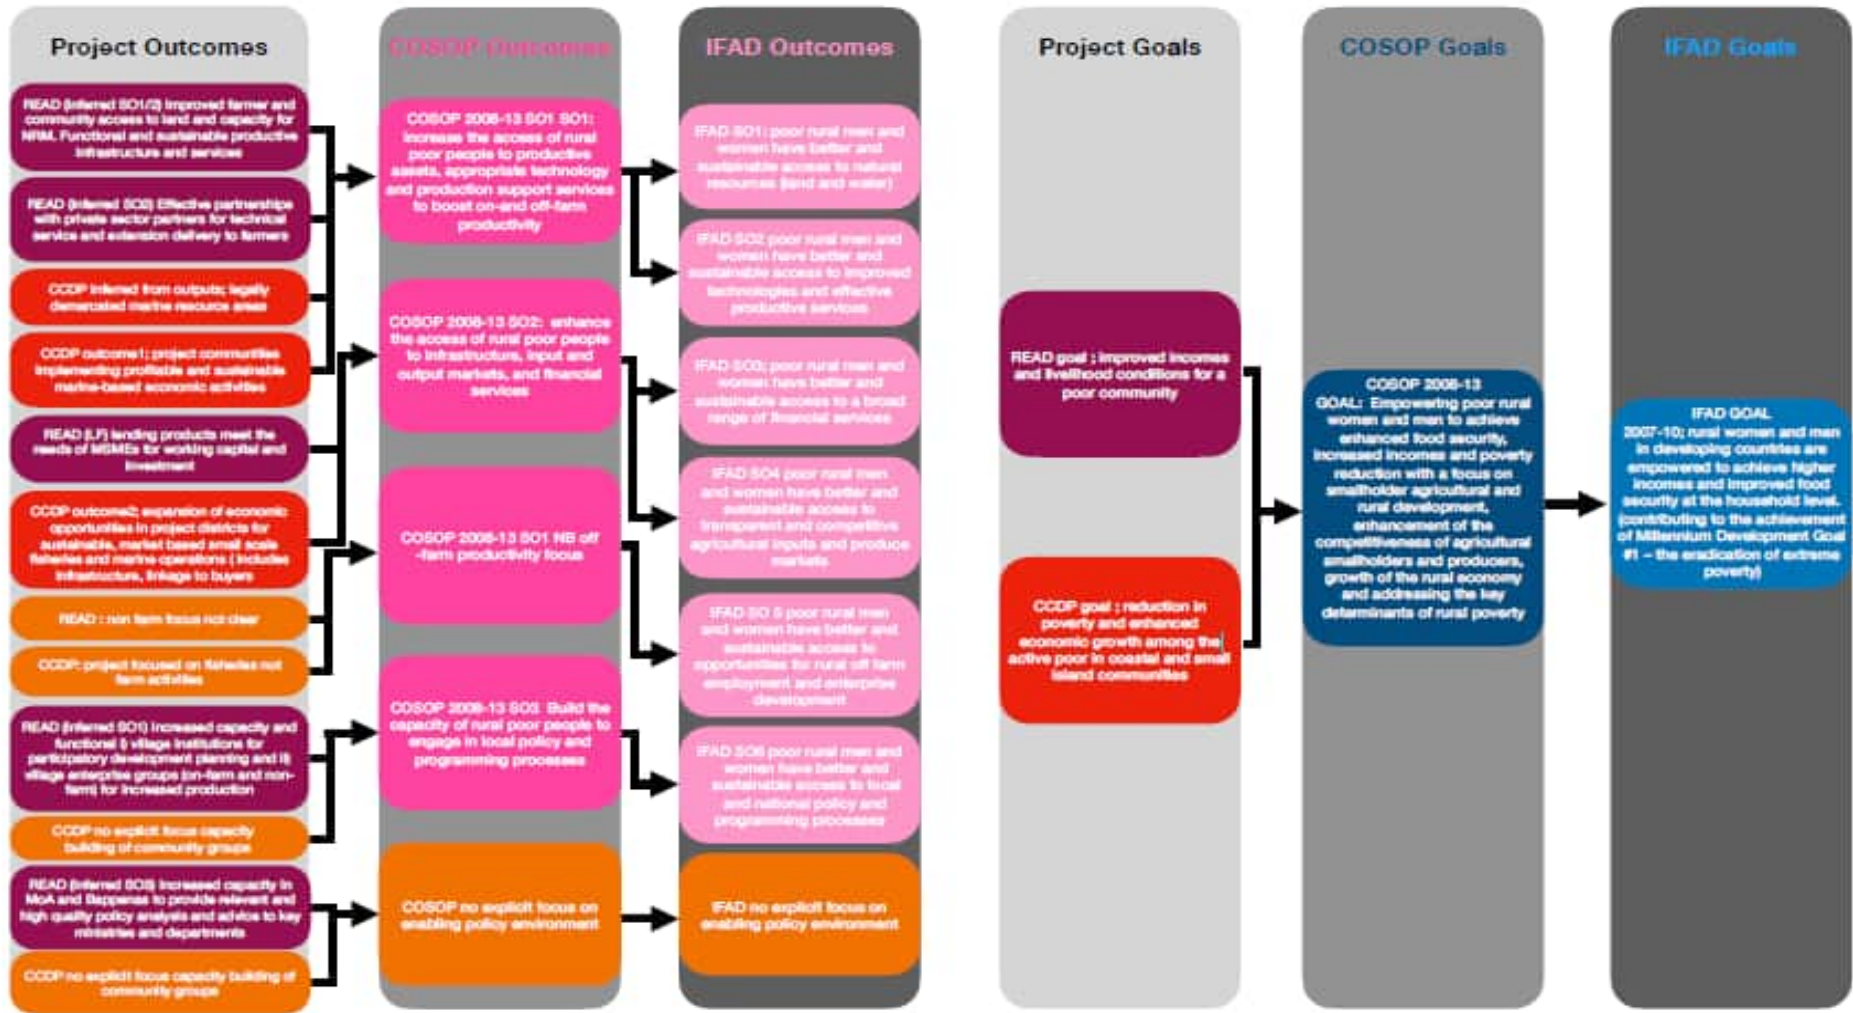 Project Outcomes
READ (inferred SO1/2) Improved farmer and
community access to land and capacity for
NRM. Functional and sustainable productive
infrastructure and services
READ (inferred SO2) Effective partnerships
with private sector partners for technical
service and extension delivery to farmers
CCDP inferred from outputs; legally
demarcated marine resource areas
CCDP outcome1; project communities
implementing profitable and sustainable
marine-based economic activities
READ (LF) lending products meet the
needs of MSMEs for working capital and
investment
CCDP outcome2; expansion of economic
opportunities in project districts for
sustainable, market based small scale
fisheries and marine operations ( includes
infrastructure, linkage to buyers
READ : non farm focus not clear
CCDP: project focused on fisheries not
farm activities
READ (inferred SO1) Increased capacity and
functional i) village institutions for
participatory development planning and ii)
village enterprise groups (on-farm and non-
farm) for increased production
CCDP no explicit focus capacity
building of community groups
READ (inferred SO3) Increased capacity in
MoA and Bappenas to provide relevant and
high quality policy analysis and advice to key
ministries and departments
CCDP no explicit focus capacity building of
community groups
COSOP Outcomes
COSOP 2008-13 SO1 SO1:
increase the access of rural
poor people to productive
assets, appropriate technology
and production support services
to boost on-and off-farm
productivity
COSOP 2008-13 SO2: enhance
the access of rural poor people
to infrastructure, input and
output markets, and financial
services
COSOP 2008-13 SO1 NB off
-farm productivity focus
COSOP 2008-13 SO3 Build the
capacity of rural poor people to
engage in local policy and
programming processes
COSOP no explicit focus on
enabling policy environment
IFAD Outcomes
IFAD SO1: poor rural men and
women have better and
sustainable access to natural
resources (land and water)
IFAD SO2 poor rural men and
women have better and
sustainable access to improved
technologies and effective
productive services
IFAD SO3; poor rural men and
women have better and
sustainable access to a broad
range of financial services
IFAD SO4 poor rural men
and women have better and
sustainable access to
transparent and competitive
agricultural inputs and produce
markets
IFAD SO 5 poor rural men
and women have better and
sustainable access to
opportunities for rural off farm
employment and enterprise
development
IFAD SO6 poor rural men and
women have better and
sustainable access to local
and national policy and
programming processes
IFAD no explicit focus on
enabling policy environment
Project Goals
READ goal ; improved incomes
and livelihood conditions for a
poor community
CCDP goal ; reduction in
poverty and enhanced
economic growth among the
active poor in coastal and small
island communities
COSOP Goals
COSOP 2008-13
GOAL: Empowering poor rural
women and men to achieve
enhanced food security,
increased incomes and poverty
reduction with a focus on
smallholder agricultural and
rural development,
enhancement of the
competitiveness of agricultural
smallholders and producers,
growth of the rural economy
and addressing the key
determinants of rural poverty
IFAD Goals
IFAD GOAL
2007-10; rural women and men
in developing countries are
empowered to achieve higher
incomes and improved food
security at the household level.
(contributing to the achievement
of Millennium Development Goal
#1 – the eradication of extreme
poverty)